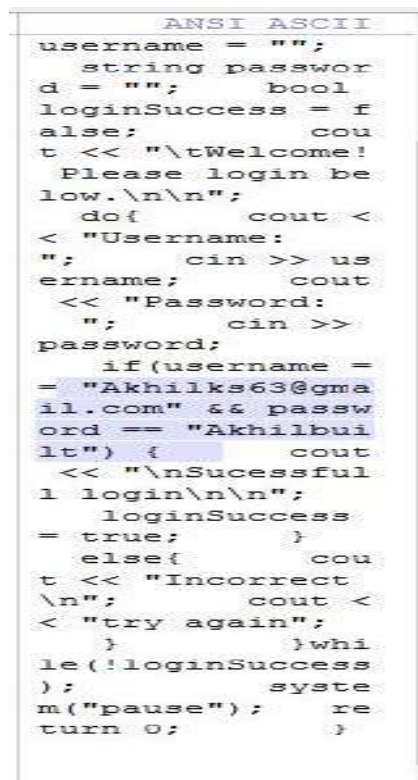 ANSI ASCII
username = "";
string passwor
d = "";      bool
loginSuccess = f
alse;        cou
t << "\tWelcome!
Please login be
low.\n\n";
do{       cout <
< "Username:
";      cin >> us
ername;      cout
<< "Password:
";      cin >>
password;
if(username =
= "Akhilks63@gma
il.com" && passw
ord == "Akhilbui
lt") {      cout
<< "\nSucessful
l login\n\n";
loginSuccess
= true;      }
else{      cou
t << "Incorrect
\n";      cout <
< "try again";
}      }whi
le(!loginSuccess
);      syste
m("pause");   re
turn 0;      }